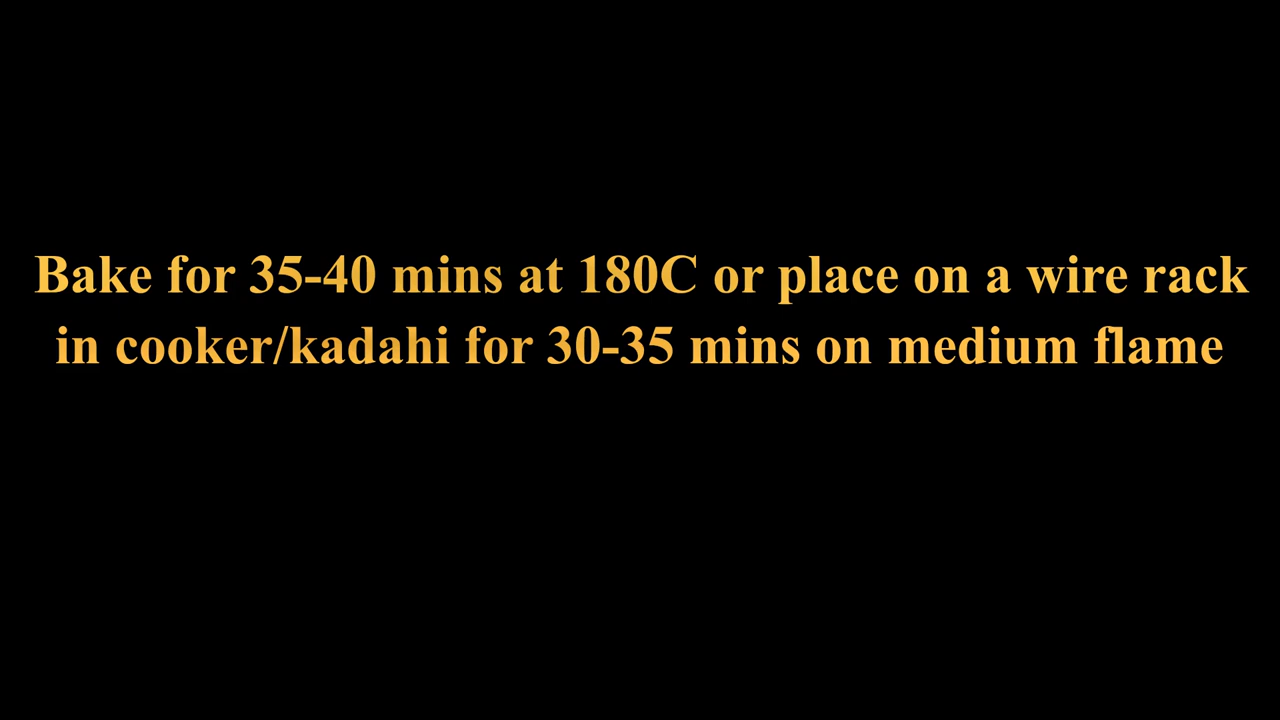 Bake for 35-40 mins at 180C or place on a wire rack
in cooker/kadahi for 30-35 mins on medium flame